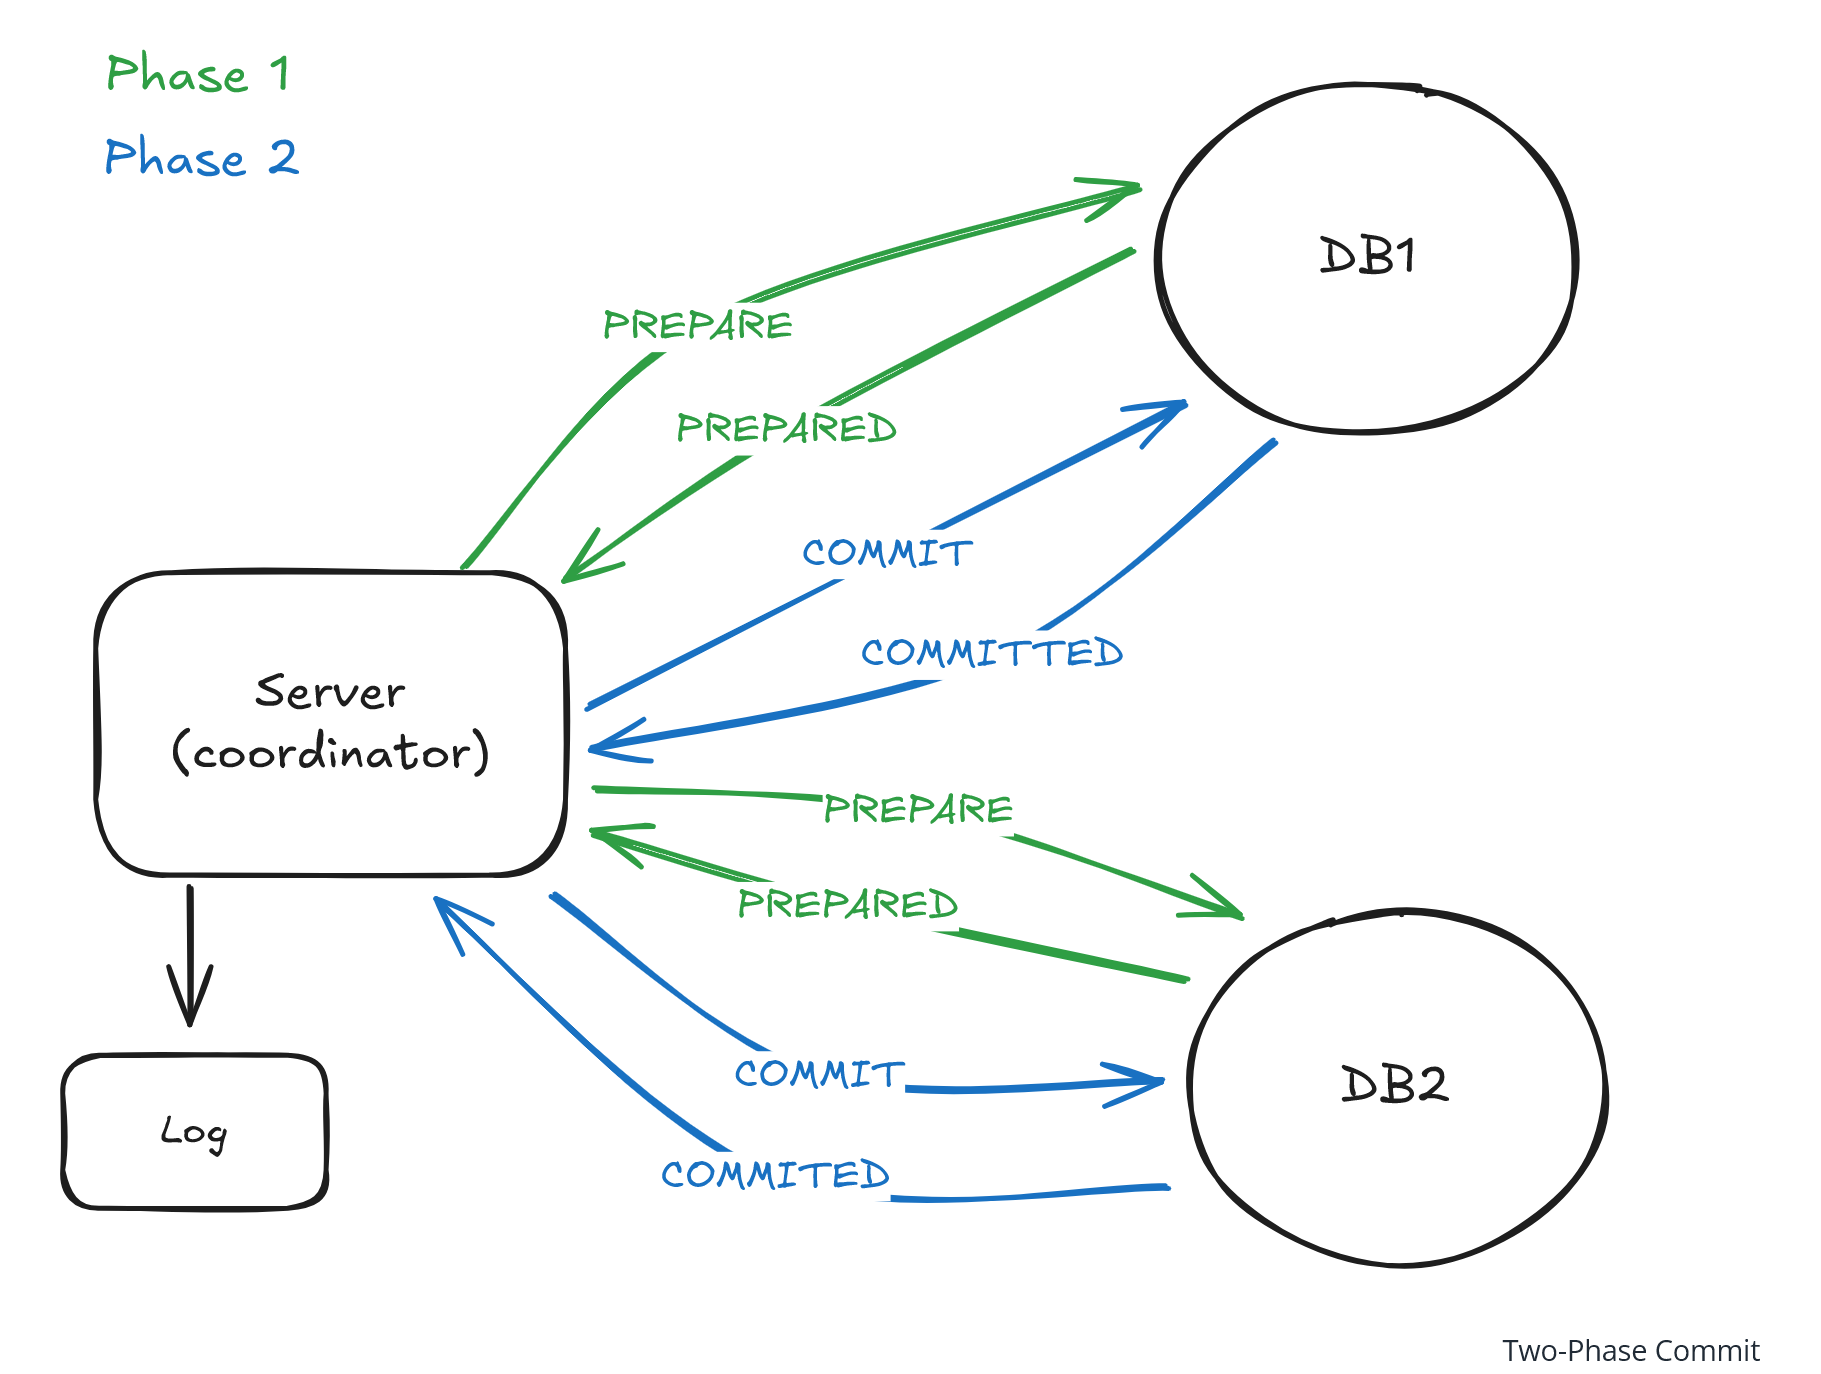 Phase 1
Phase 2
DB1
PREPARE
PREPARED
COMMIT
COMMITTED
Server
(coordinator)
PREPARE
PREPARED
COMMIT
COMMITED
DB2
Log
Two-Phase Commit